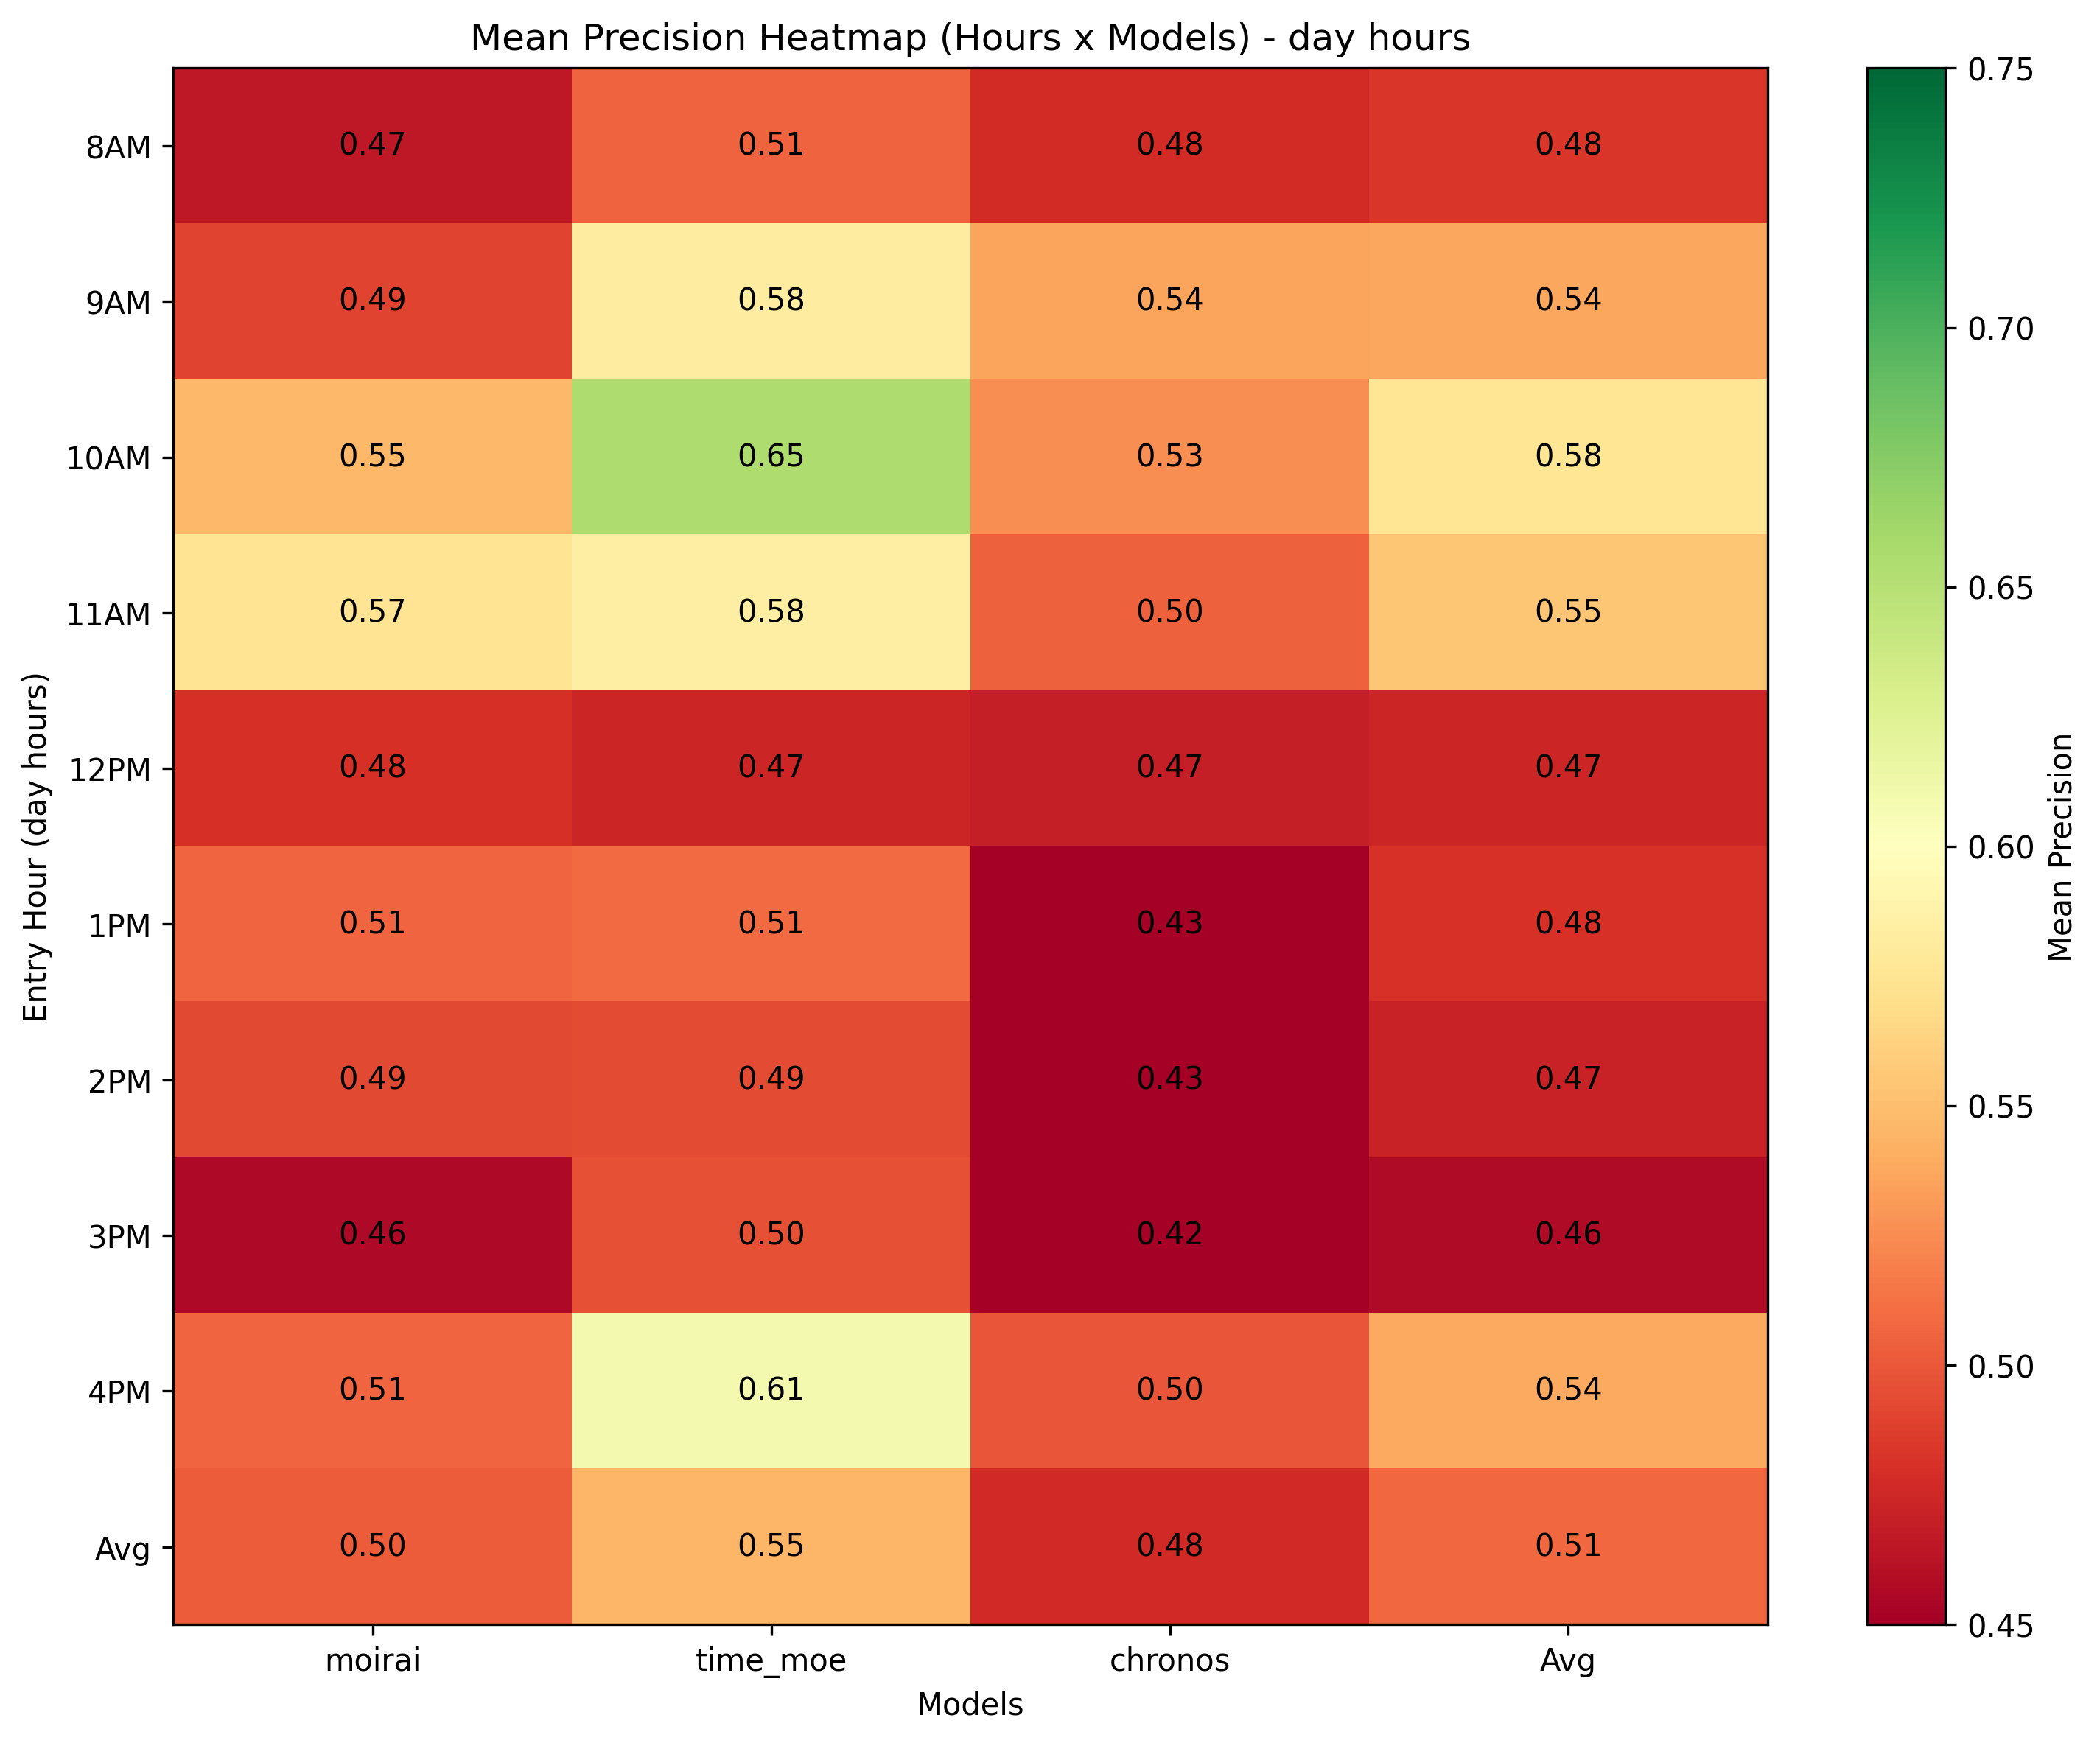 Mean Precision Heatmap (Hours x Models) - day hours
8AM 0.47 0.51 0.48 0.48
9AM 0.49 0.58 0.54 0.54
10AM 0.55 0.65 0.53 0.58
11AM 0.57 0.58 0.50 0.55
12PM 0.48 0.47 0.47 0.47
1PM 0.51 0.51 0.43 0.48
2PM 0.49 0.49 0.43 0.47
3PM 0.46 0.50 0.42 0.46
4PM 0.51 0.61 0.50 0.54
Avg 0.50 0.55 0.48 0.51
moirai time_moe chronos Avg
Models
Entry Hour (day hours)
0.75
0.70
0.65
0.60
0.55
0.50
0.45
Mean Precision